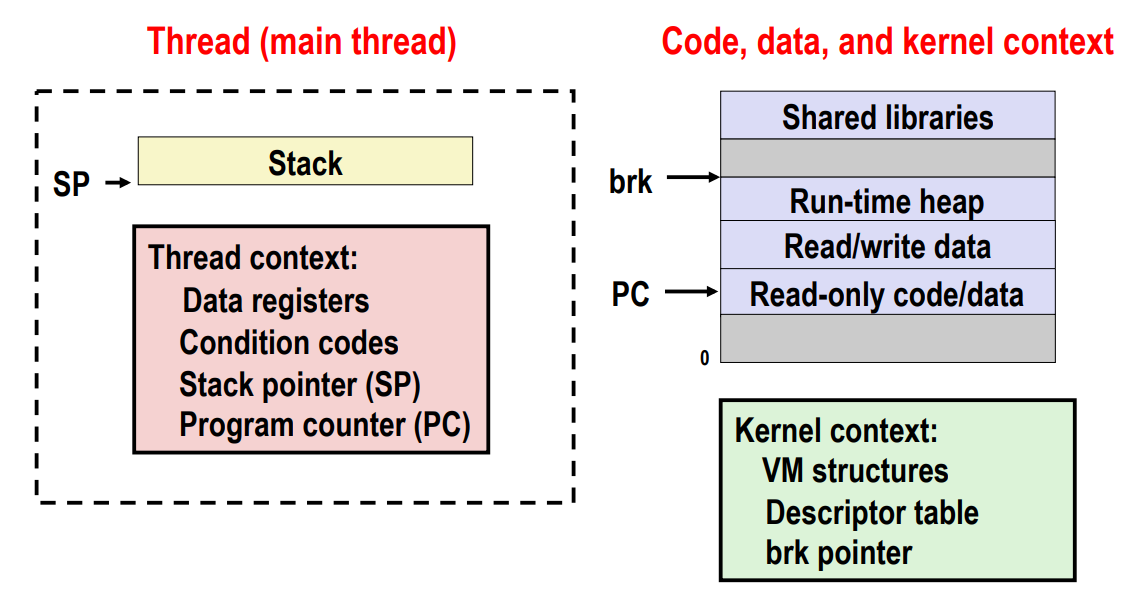 Thread (main thread)
Stack
SP
Thread context:
Data registers
Condition codes
Stack pointer (SP)
Program counter (PC)
Code, data, and kernel context
Shared libraries
brk
Run-time heap
Read/write data
PC
Read-only code/data
0
Kernel context:
VM structures
Descriptor table
brk pointer